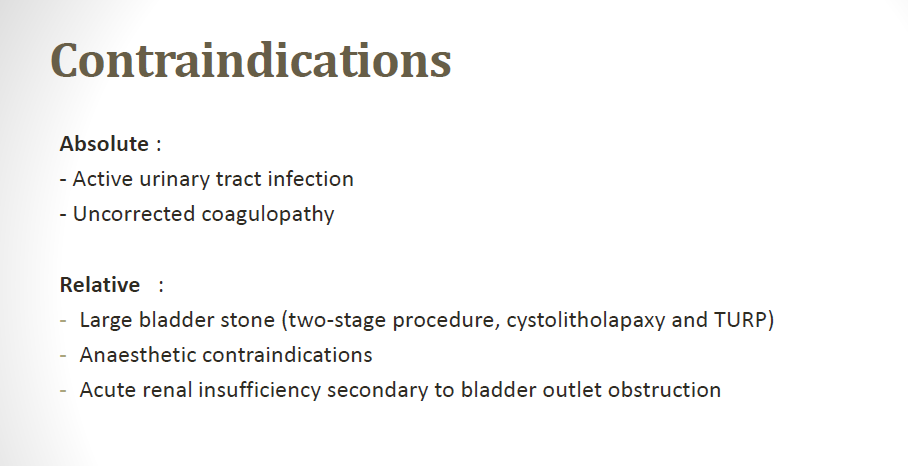 Contraindications
Absolute :
- Active urinary tract infection
- Uncorrected coagulopathy
Relative :
- Large bladder stone (two-stage procedure, cystolitholapaxy and TURP)
- Anaesthetic contraindications
- Acute renal insufficiency secondary to bladder outlet obstruction